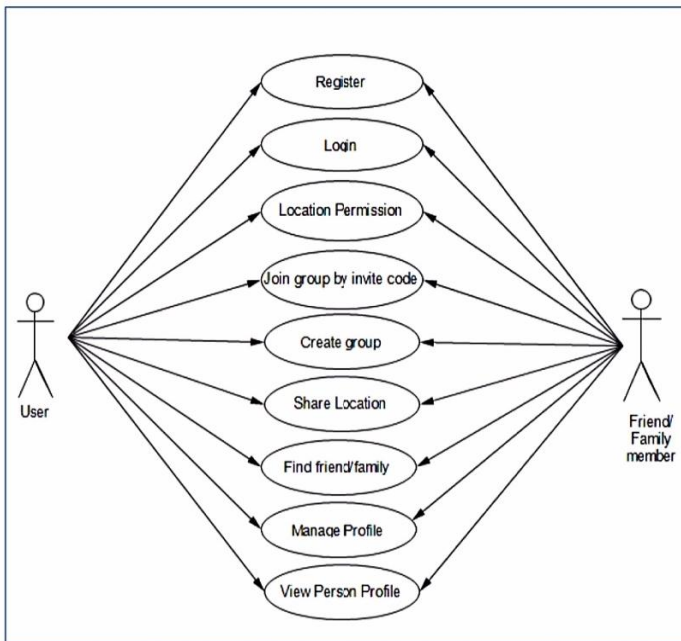 Register
Login
Location Permission
Join group by invite code
Create group
Share Location
Find friend/family
Manage Profile
View Person Profile
User
Friend/
Family
member